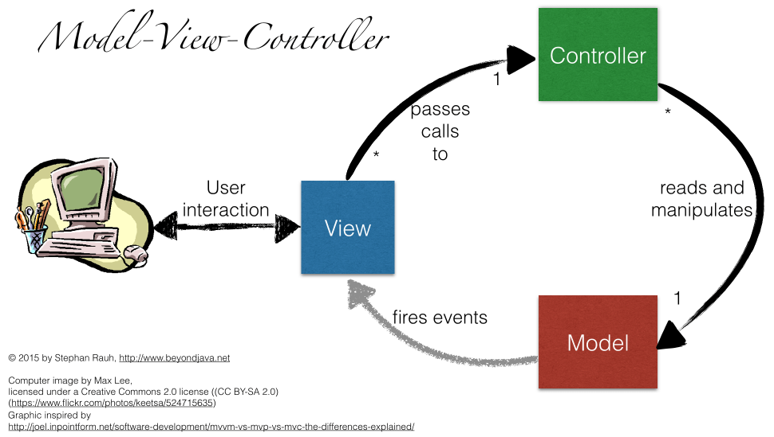 Model-View-Controller
Controller
1
passes
calls
to
*
*
User
interaction
View
reads and
manipulates
1
fires events
Model
© 2015 by Stephan Rauh, http://www.beyondjava.net
Computer image by Max Lee,
licensed under a Creative Commons 2.0 license ((CC BY-SA 2.0)
(https://www.flickr.com/photos/keetsa/524715635)
Graphic inspired by
http://joel.inpointform.net/software-development/mvvm-vs-mvp-vs-mvc-the-differences-explained/